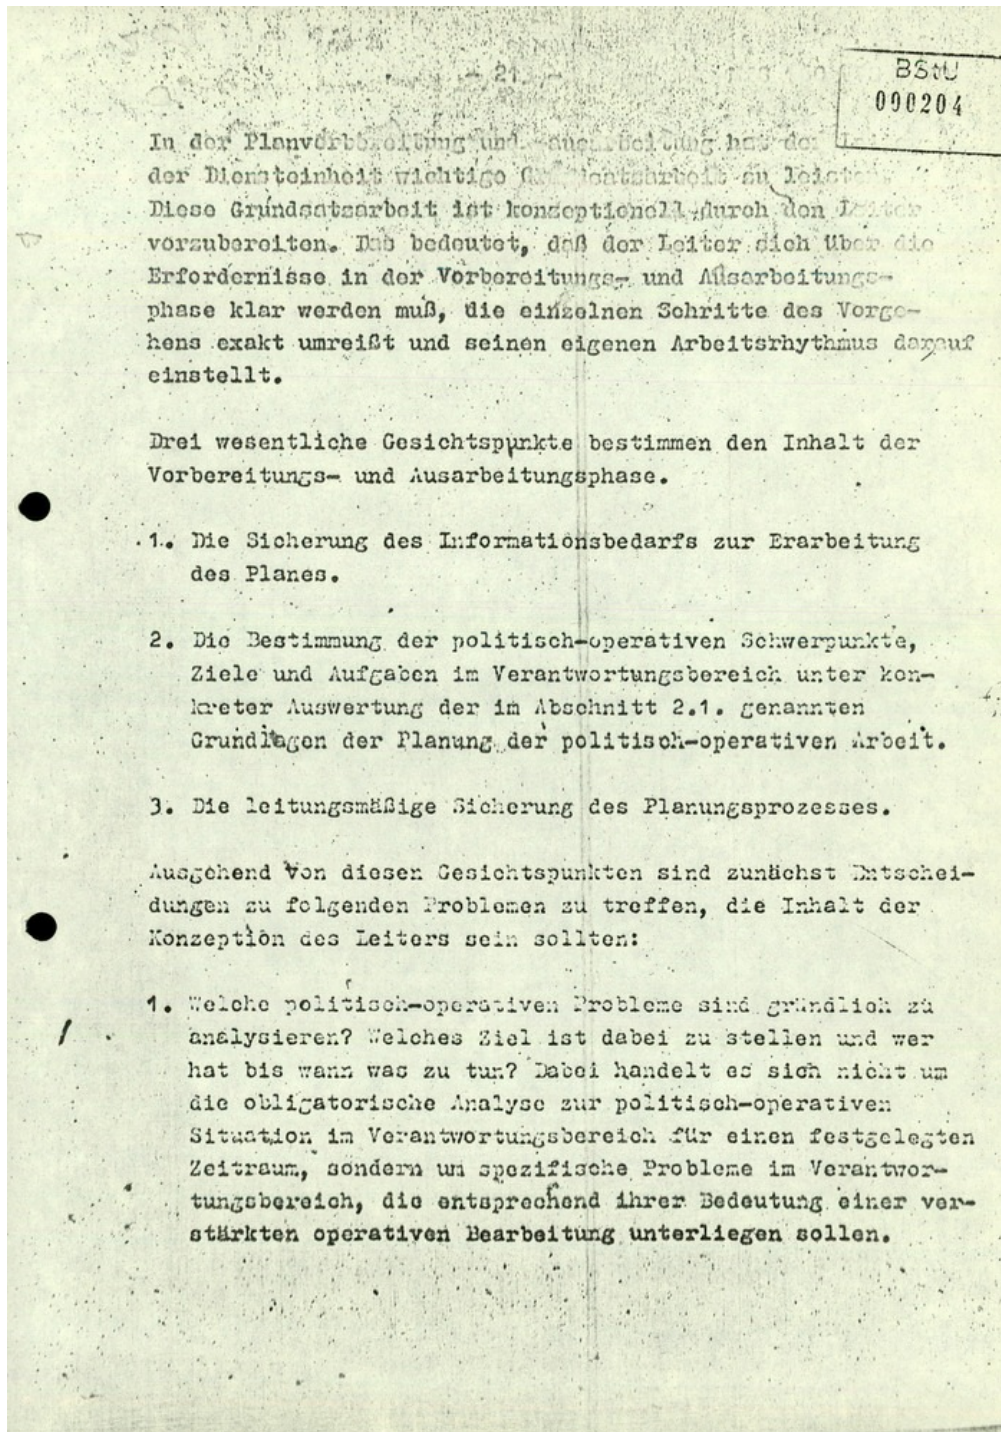 - 21 -
BStU
000204
In der Planvorbereitung und -ausarbeitung hat der
der Diensteinheit wichtige zu leisten
Diese Grundsatzarbeit ist konzeptionell durch den Leiter
vorzubereiten. Das bedeutet, daß der Leiter sich über die
Erfordernisse in der Vorbereitungs- und Ausarbeitungs-
phase klar werden muß, die einzelnen Schritte des Vorge-
hens exakt umreißt und seinen eigenen Arbeitsrhythmus darauf
einstellt.
Drei wesentliche Gesichtspunkte bestimmen den Inhalt der
Vorbereitungs- und Ausarbeitungsphase.
1. Die Sicherung des Informationsbedarfs zur Erarbeitung
des Planes.
2. Die Bestimmung der politisch-operativen Schwerpunkte,
Ziele und Aufgaben im Verantwortungsbereich unter kon-
kreter Auswertung der im Abschnitt 2.1. genannten
Grundlagen der Planung der politisch-operativen Arbeit.
3. Die leitungsmäßige Sicherung des Planungsprozesses.
Ausgehend von diesen Gesichtspunkten sind zunächst Entschei-
dungen zu folgenden Problemen zu treffen, die Inhalt der
Konzeption des Leiters sein sollten:
1. Welche politisch-operativen Probleme sind gründlich zu
analysieren? Welches Ziel ist dabei zu stellen und wer
hat bis wann was zu tun? Dabei handelt es sich nicht um
die obligatorische Analyse zur politisch-operativen
Situation im Verantwortungsbereich für einen festgelegten
Zeitraum, sondern um spezifische Probleme im Verantwor-
tungsbereich, die entsprechend ihrer Bedeutung einer ver-
stärkten operativen Bearbeitung unterliegen sollen.